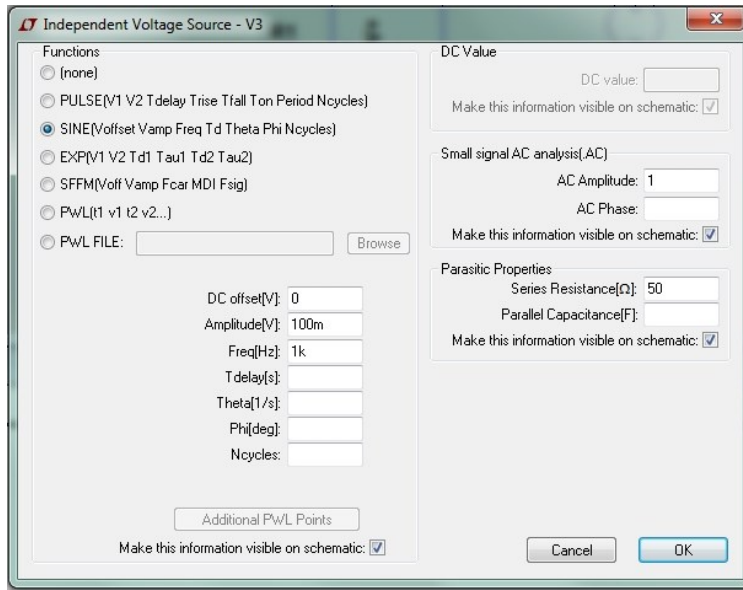 Independent Voltage Source - V3
Functions
(none)
PULSE(V1 V2 Tdelay Trise Tfall Ton Period Ncycles)
SINE(Voffset Vamp Freq Td Theta Phi Ncycles)
EXP(V1 V2 Td1 Tau1 Td2 Tau2)
SFFM(Voff Vamp Fcar MDI Fsig)
PWL(t1 v1 t2 v2...)
PWL FILE: Browse
DC offset[V]: 0
Amplitude[V]: 100m
Freq[Hz]: 1k
Tdelay[s]:
Theta[1/s]:
Phi[deg]:
Ncycles:
Additional PWL Points
Make this information visible on schematic:
DC Value
DC value:
Make this information visible on schematic:
Small signal AC analysis(.AC)
AC Amplitude: 1
AC Phase:
Make this information visible on schematic:
Parasitic Properties
Series Resistance[Ω]: 50
Parallel Capacitance[F]:
Make this information visible on schematic:
Cancel OK